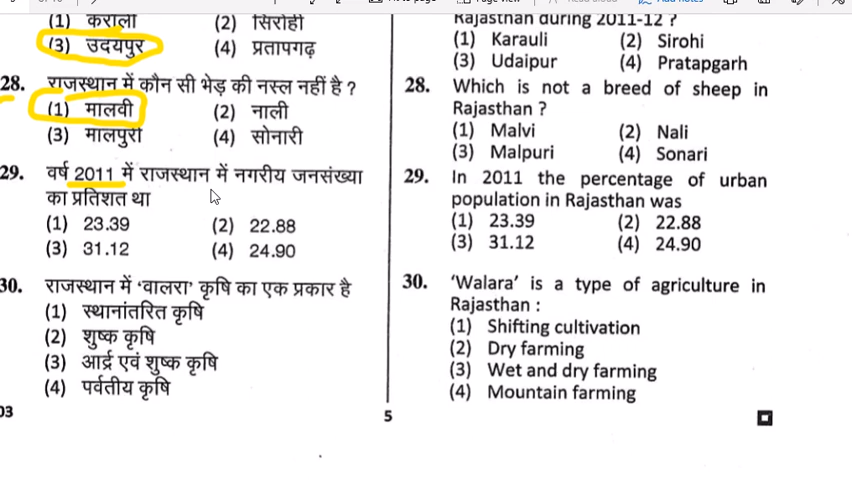 (1) कराली
(2) सिरोही
(3) उदयपुर
(4) प्रतापगढ़
28. राजस्थान में कौन सी भेड़ की नस्ल नहीं है ?
(1) मालवी
(2) नाली
(3) मालपुरी
(4) सोनारी
29. वर्ष 2011 में राजस्थान में नगरीय जनसंख्या
का प्रतिशत था
(1) 23.39
(2) 22.88
(3) 31.12
(4) 24.90
30. राजस्थान में ‘वालरा’ कृषि का एक प्रकार है
(1) स्थानांतरित कृषि
(2) शुष्क कृषि
(3) आर्द्र एवं शुष्क कृषि
(4) पर्वतीय कृषि
03
Rajasthan during 2011-12 ?
(1) Karauli
(2) Sirohi
(3) Udaipur
(4) Pratapgarh
28. Which is not a breed of sheep in
Rajasthan ?
(1) Malvi
(2) Nali
(3) Malpuri
(4) Sonari
29. In 2011 the percentage of urban
population in Rajasthan was
(1) 23.39
(2) 22.88
(3) 31.12
(4) 24.90
30. ‘Walara’ is a type of agriculture in
Rajasthan :
(1) Shifting cultivation
(2) Dry farming
(3) Wet and dry farming
(4) Mountain farming
5